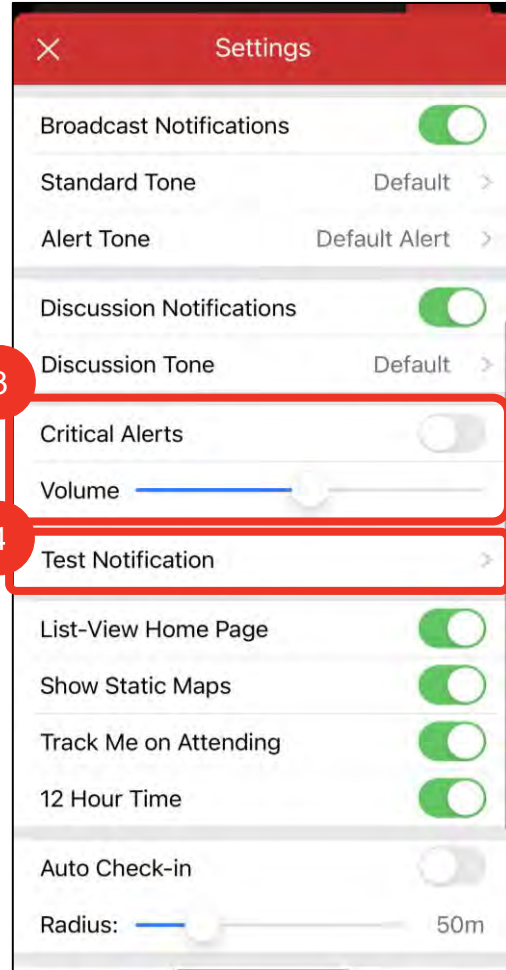 Settings
Broadcast Notifications
Standard Tone Default >
Alert Tone Default Alert >
Discussion Notifications
Discussion Tone Default >
3
Critical Alerts
Volume
4
Test Notification >
List-View Home Page
Show Static Maps
Track Me on Attending
12 Hour Time
Auto Check-in
Radius: 50m